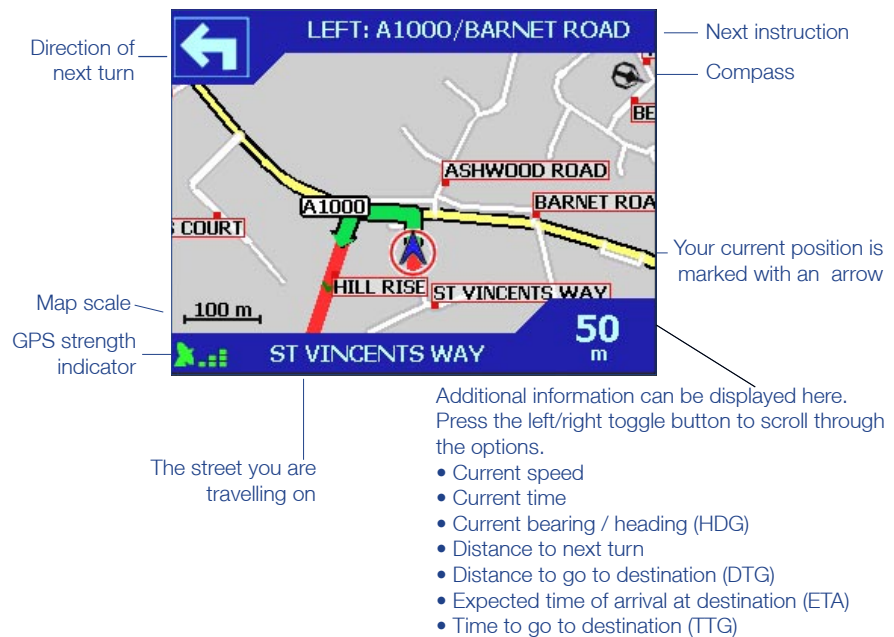 LEFT: A1000/BARNET ROAD
Next instruction
Direction of
next turn
Compass
BE
ASHWOOD ROAD
A1000
BARNET ROA
COURT
Your current position is
marked with an arrow
HILL RISE
ST VINCENTS WAY
Map scale
100 m
50
m
GPS strength
indicator
ST VINCENTS WAY
Additional information can be displayed here.
Press the left/right toggle button to scroll through
the options.
• Current speed
• Current time
• Current bearing / heading (HDG)
• Distance to next turn
• Distance to go to destination (DTG)
• Expected time of arrival at destination (ETA)
• Time to go to destination (TTG)
The street you are
travelling on